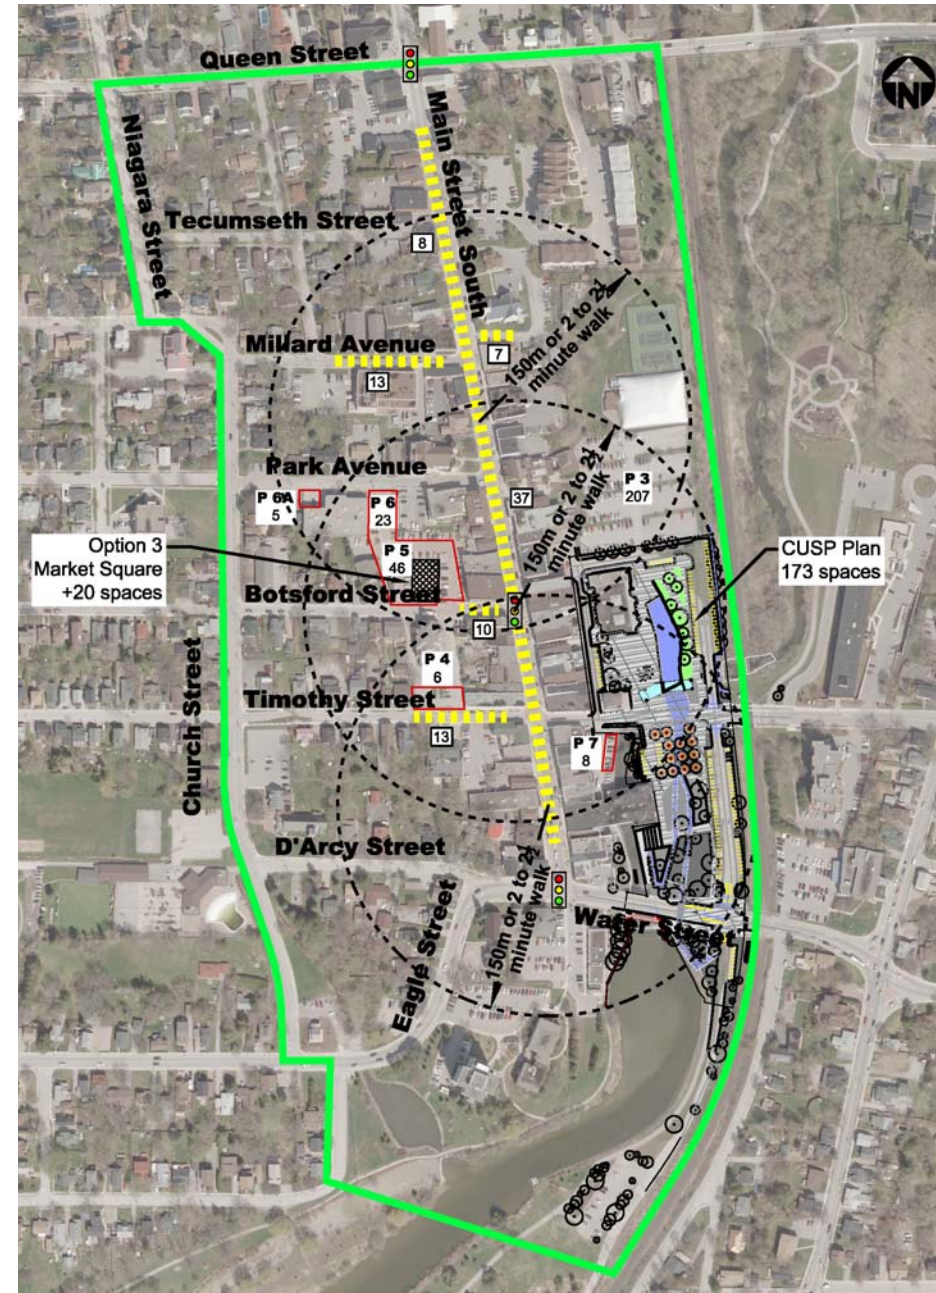 Queen Street
N
Main Street South
Niagara Street
Tecumseth Street
8
150m or 2 to 2½
minute walk
Millard Avenue
7
13
Park Avenue
150m or 2 to 2½
minute walk
P 3
207
37
P 6A
5
P 6
23
Option 3
Market Square
+20 spaces
P 5
46
CUSP Plan
173 spaces
Botsford Street
10
P 4
6
Timothy Street
13
P 7
8
Church Street
D'Arcy Street
150m or 2 to 2½
minute walk
Water Street
Eagle Street